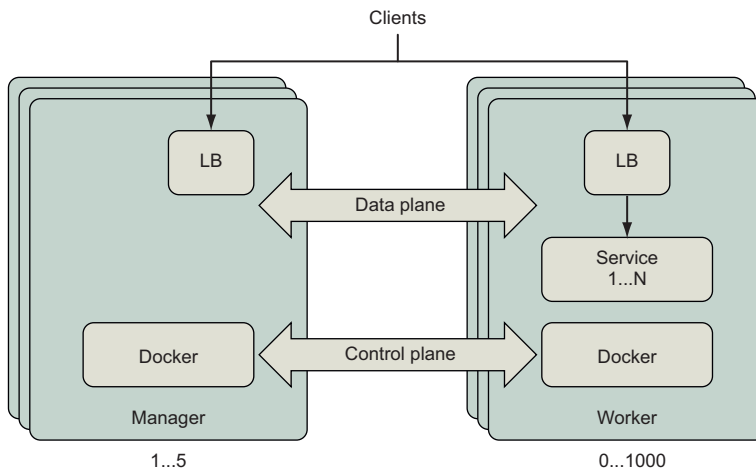 Clients
LB
LB
Data plane
Service
1...N
Docker
Control plane
Docker
Manager
Worker
1...5
0...1000